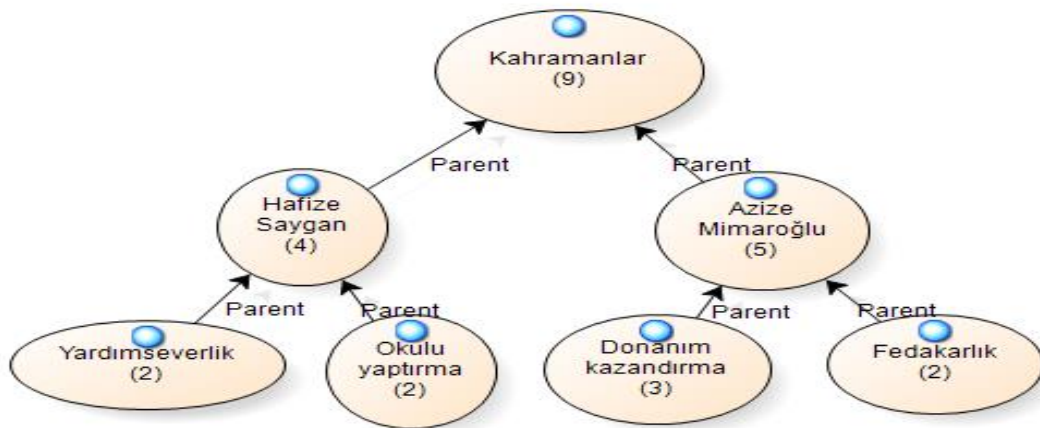 Kahramanlar
(9)
Parent
Parent
Hafize
Saygan
(4)
Azize
Mimaroğlu
(5)
Parent
Parent
Parent
Parent
Yardımseverlik
(2)
Okulu
yaptırma
(2)
Donanım
kazandırma
(3)
Fedakarlık
(2)